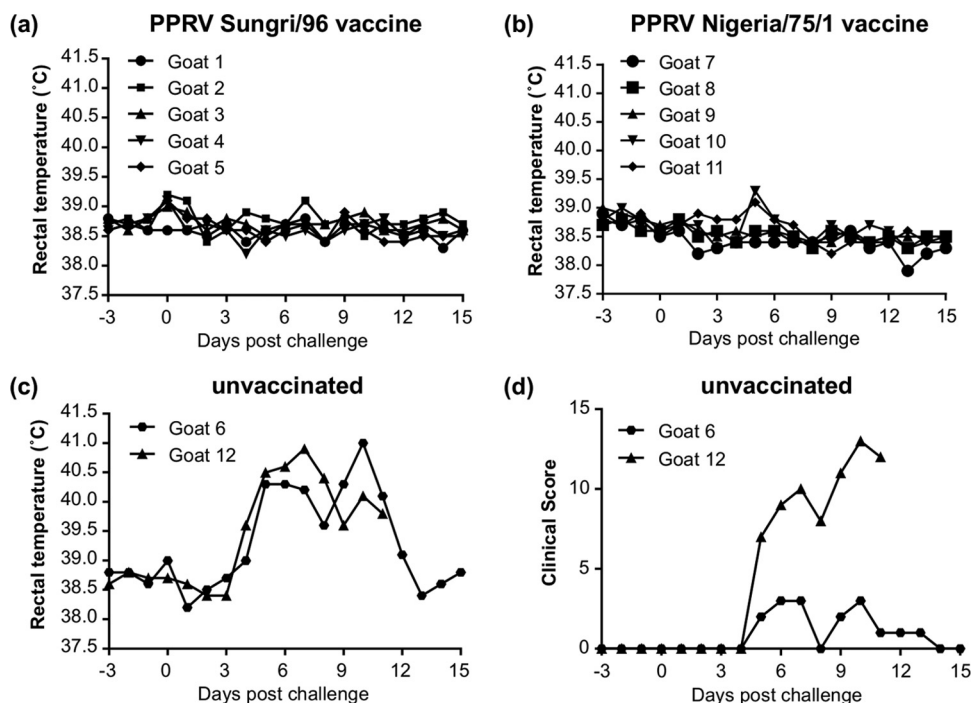 (a) PPRV Sungri/96 vaccine
Rectal temperature (˚C)
41.5
41.0
40.5
40.0
39.5
39.0
38.5
38.0
37.5
Goat 1
Goat 2
Goat 3
Goat 4
Goat 5
-3 0 3 6 9 12 15
Days post challenge
(b) PPRV Nigeria/75/1 vaccine
Rectal temperature (˚C)
41.5
41.0
40.5
40.0
39.5
39.0
38.5
38.0
37.5
Goat 7
Goat 8
Goat 9
Goat 10
Goat 11
-3 0 3 6 9 12 15
Days post challenge
(c) unvaccinated
Rectal temperature (˚C)
41.5
41.0
40.5
40.0
39.5
39.0
38.5
38.0
37.5
Goat 6
Goat 12
-3 0 3 6 9 12 15
Days post challenge
(d) unvaccinated
Clinical Score
15
10
5
0
Goat 6
Goat 12
-3 0 3 6 9 12 15
Days post challenge